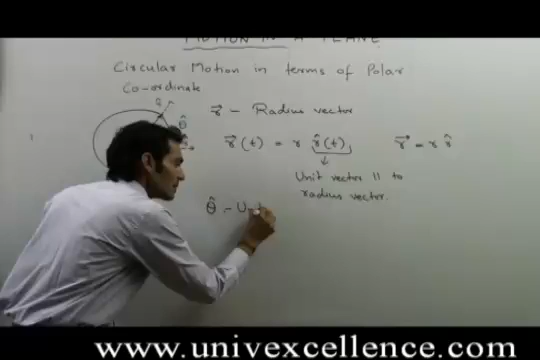 MOTION IN A PLANE
Circular Motion in terms of Polar
Co-ordinate
r⃗ - Radius vector
r⃗(t) = r r̂(t)
r⃗ = r r̂
Unit vector || to
radius vector.
θ̂ - U
www.univexcellence.com